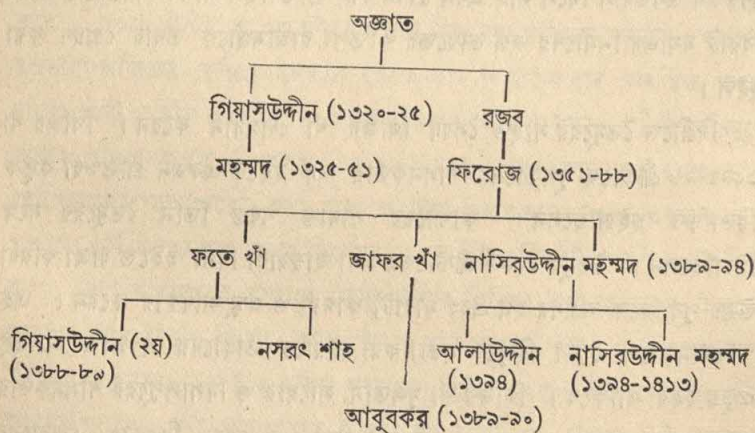 অজ্ঞাত
গিয়াসউদ্দীন (১৩২০-২৫) রজব
মহম্মদ (১৩২৫-৫১) ফিরোজ (১৩৫১-৮৮)
ফতে খাঁ জাফর খাঁ নাসিরউদ্দীন মহম্মদ (১৩৮৯-৯৪)
গিয়াসউদ্দীন (২য়) নসরৎ শাহ আলাউদ্দীন নাসিরউদ্দীন মহম্মদ
(১৩৮৮-৮৯) (১৩৯৪) (১৩৯৪-১৪১৩)
আবুবকর (১৩৮৯-৯০)